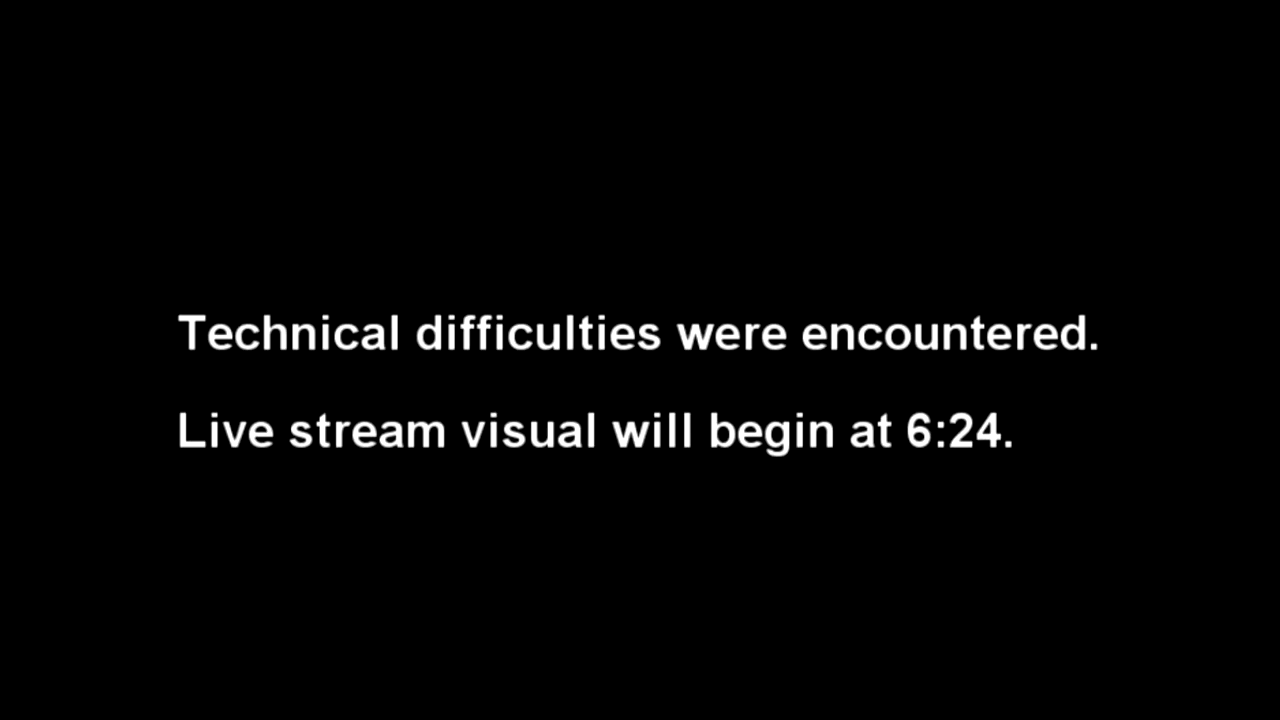 Technical difficulties were encountered.
Live stream visual will begin at 6:24.